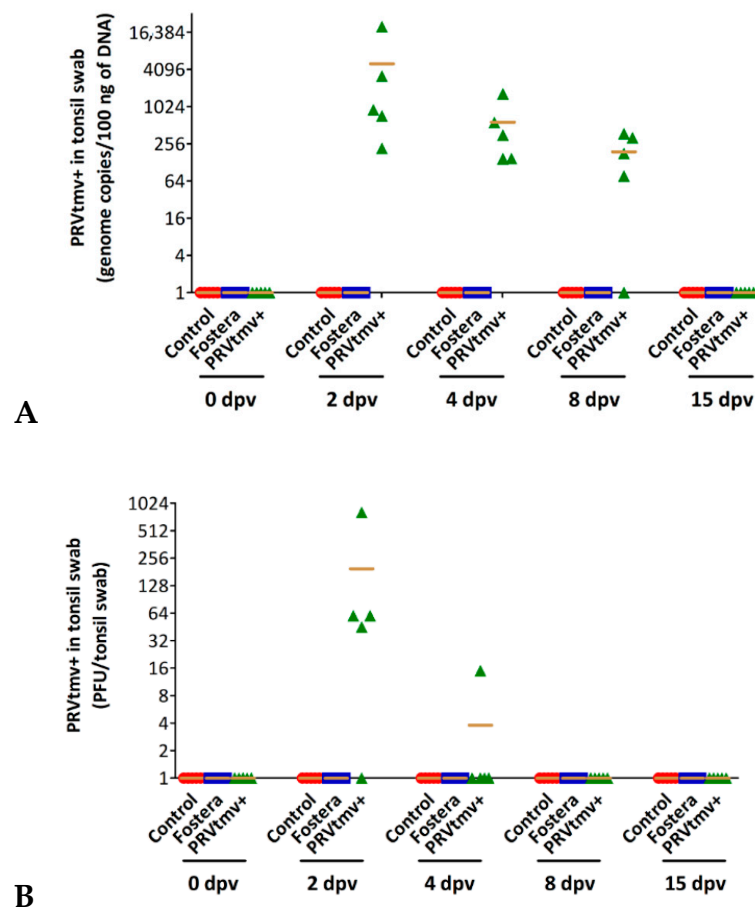 PRVtmv+ in tonsil swab
(genome copies/100 ng of DNA)
16,384
4096
1024
256
64
16
4
1
Control
Fostera
PRVtmv+
Control
Fostera
PRVtmv+
Control
Fostera
PRVtmv+
Control
Fostera
PRVtmv+
Control
Fostera
PRVtmv+
0 dpv
2 dpv
4 dpv
8 dpv
15 dpv
A
PRVtmv+ in tonsil swab
(PFU/tonsil swab)
1024
512
256
128
64
32
16
8
4
2
1
Control
Fostera
PRVtmv+
Control
Fostera
PRVtmv+
Control
Fostera
PRVtmv+
Control
Fostera
PRVtmv+
Control
Fostera
PRVtmv+
0 dpv
2 dpv
4 dpv
8 dpv
15 dpv
B